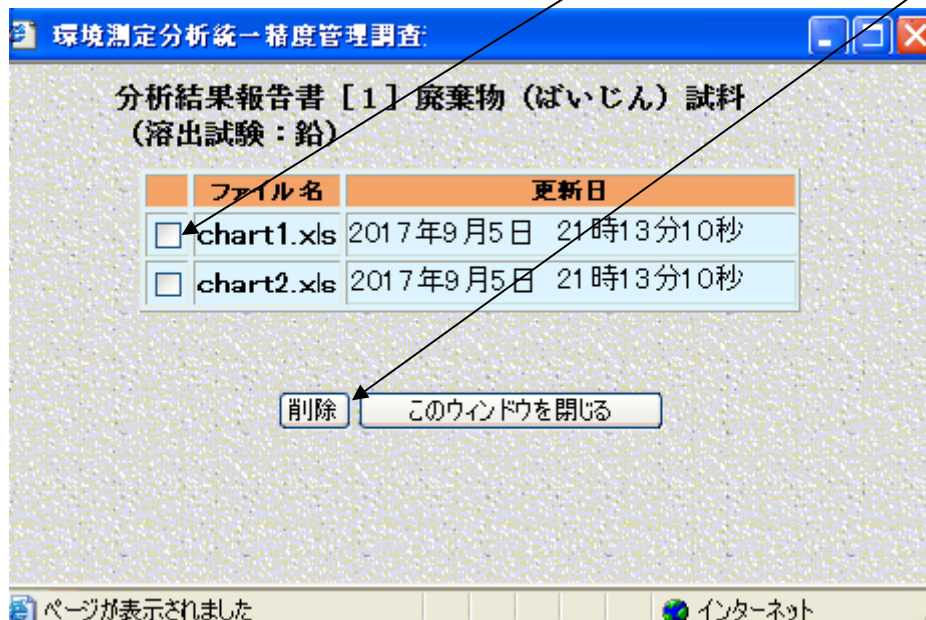 環境測定分析統一精度管理調査
分析結果報告書［１］廃棄物（ばいじん）試料
（溶出試験：鉛）
ファイル名 更新日
chart1.xls 2017年9月5日 21時13分10秒
chart2.xls 2017年9月5日 21時13分10秒
削除 このウィンドウを閉じる
ページが表示されました インターネット